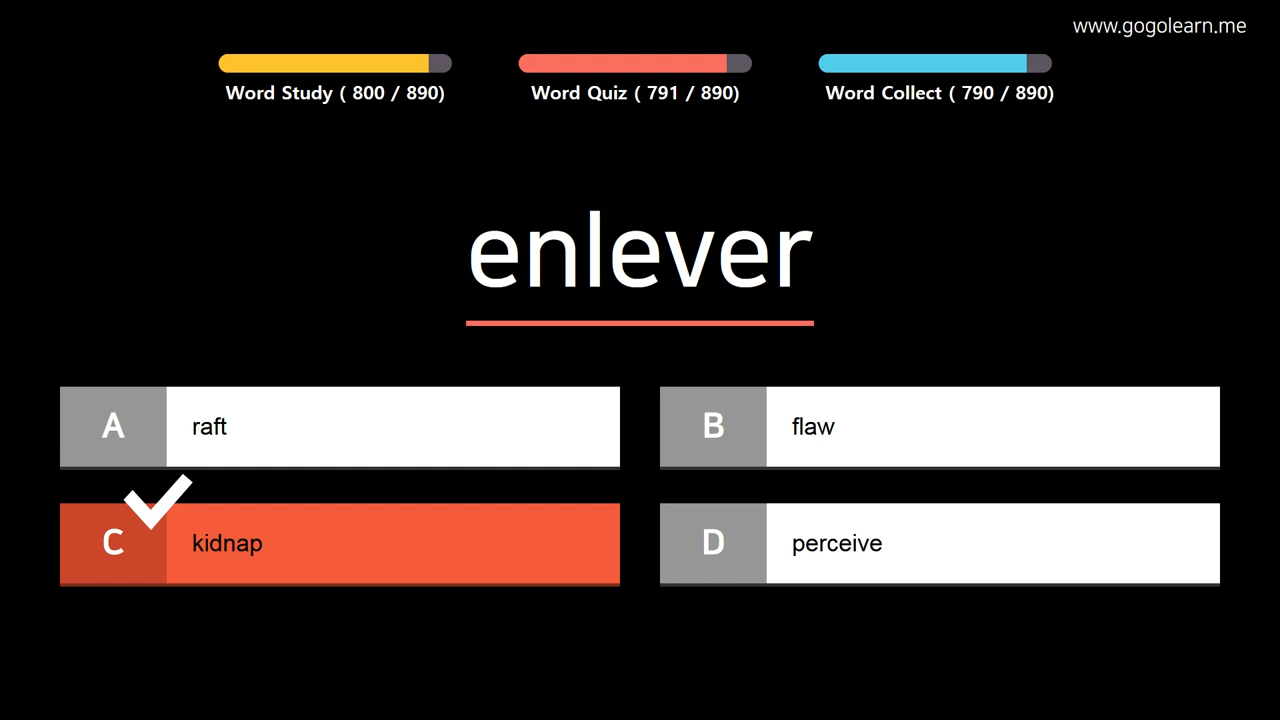 www.gogolearn.me
Word Study ( 800 / 890)
Word Quiz ( 791 / 890)
Word Collect ( 790 / 890)
enlever
A raft
B flaw
C kidnap
D perceive